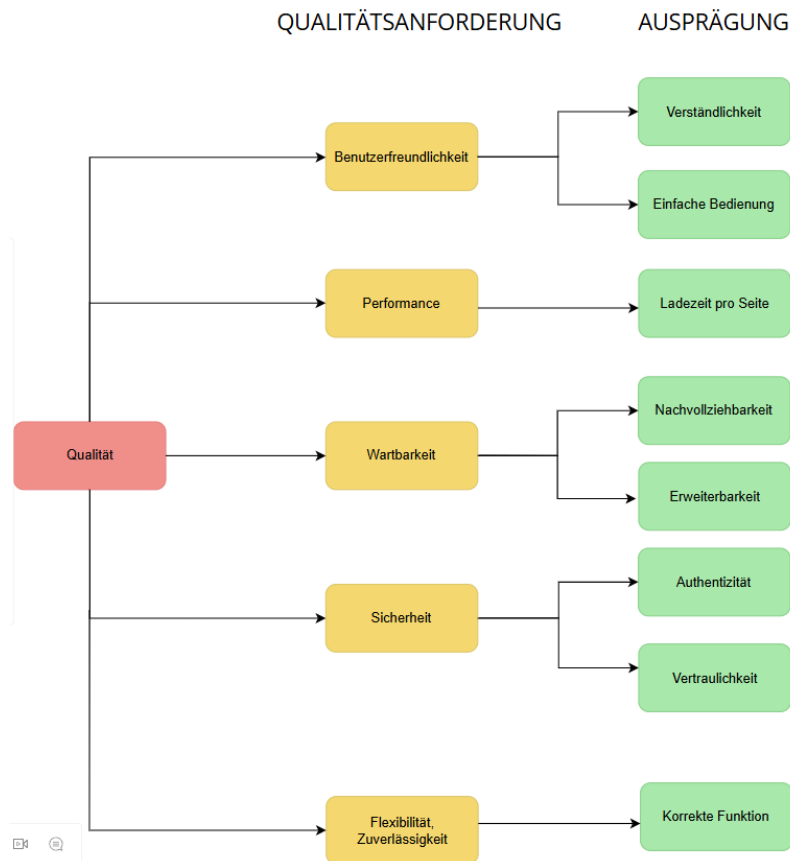 QUALITÄTSANFORDERUNG
AUSPRÄGUNG
Verständlichkeit
Benutzerfreundlichkeit
Einfache Bedienung
Performance
Ladezeit pro Seite
Nachvollziehbarkeit
Qualität
Wartbarkeit
Erweiterbarkeit
Authentizität
Sicherheit
Vertraulichkeit
Flexibilität,
Zuverlässigkeit
Korrekte Funktion